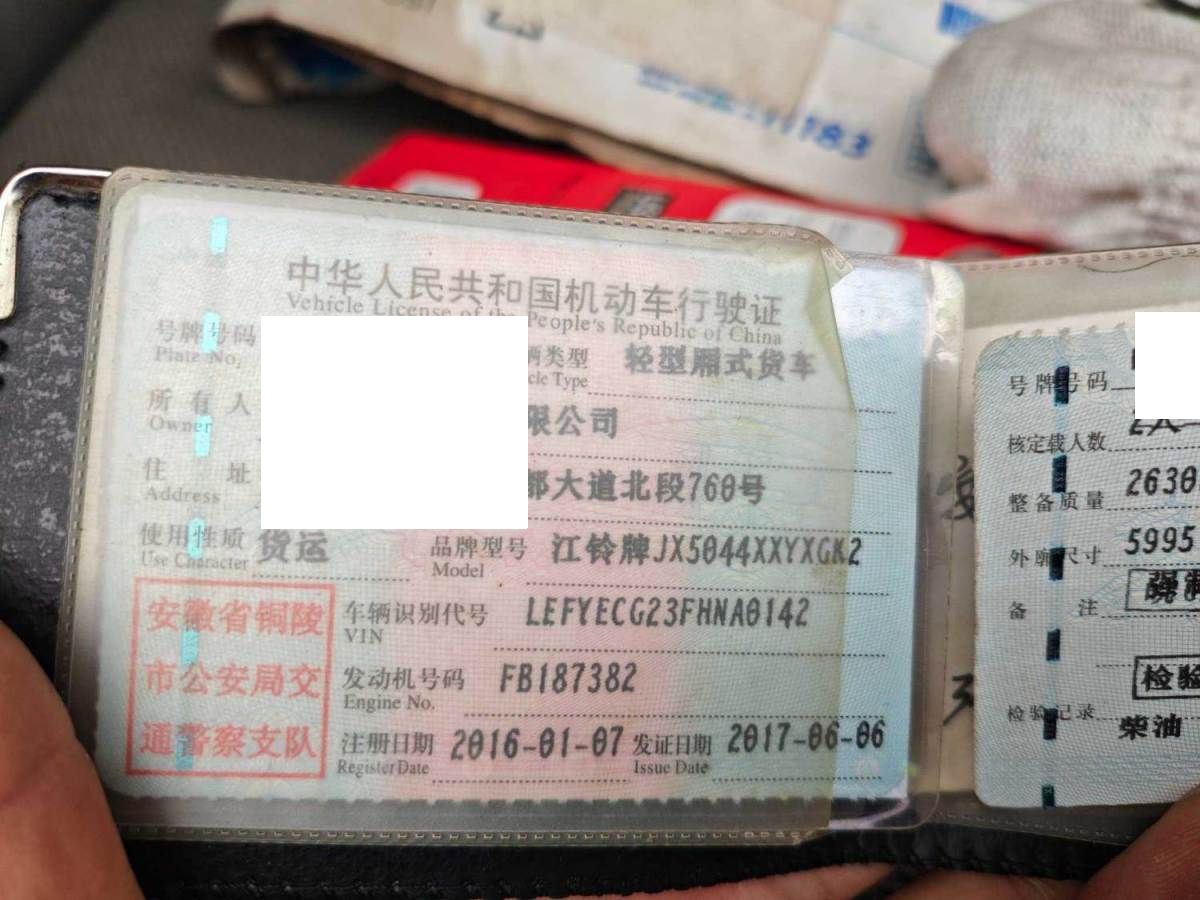 183
中华人民共和国机动车行驶证
Vehicle License of the People's Republic of China
号牌号码
Plate No.
辆类型 轻型厢式货车
cle Type
所有人 限公司
Owner
住址 都大道北段760号
Address
使用性质 货运 品牌型号 江铃牌JX5044XXYXGK2
Use Character Model
安徽省铜陵
市公安局交
通警察支队
车辆识别代号 LEFYECG23FHNA0142
VIN
发动机号码 FB187382
Engine No.
注册日期 2016-01-07 发证日期 2017-06-06
Register Date Issue Date
号牌号码
核定载人数 2人
整备质量 2630
外廓尺寸 5995
备注
检验
检验记录 柴油